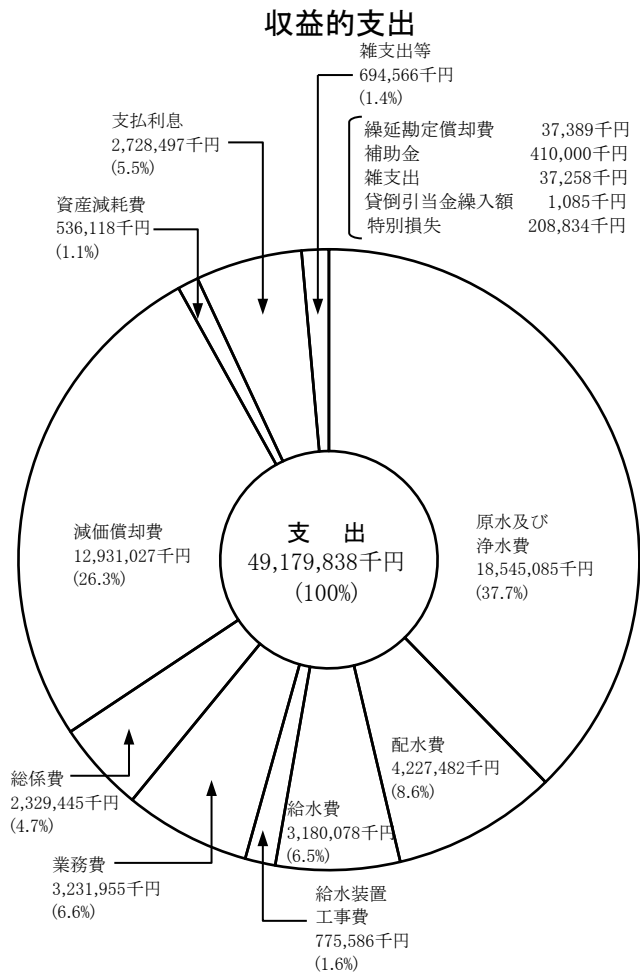 収益的支出
雑支出等
694,566千円
(1.4%)
繰延勘定償却費 37,389千円
補助金 410,000千円
雑支出 37,258千円
貸倒引当金繰入額 1,085千円
特別損失 208,834千円
支払利息
2,728,497千円
(5.5%)
資産減耗費
536,118千円
(1.1%)
減価償却費
12,931,027千円
(26.3%)
支 出
49,179,838千円
(100%)
原水及び
浄水費
18,545,085千円
(37.7%)
配水費
4,227,482千円
(8.6%)
給水費
3,180,078千円
(6.5%)
総係費
2,329,445千円
(4.7%)
業務費
3,231,955千円
(6.6%)
給水装置
工事費
775,586千円
(1.6%)